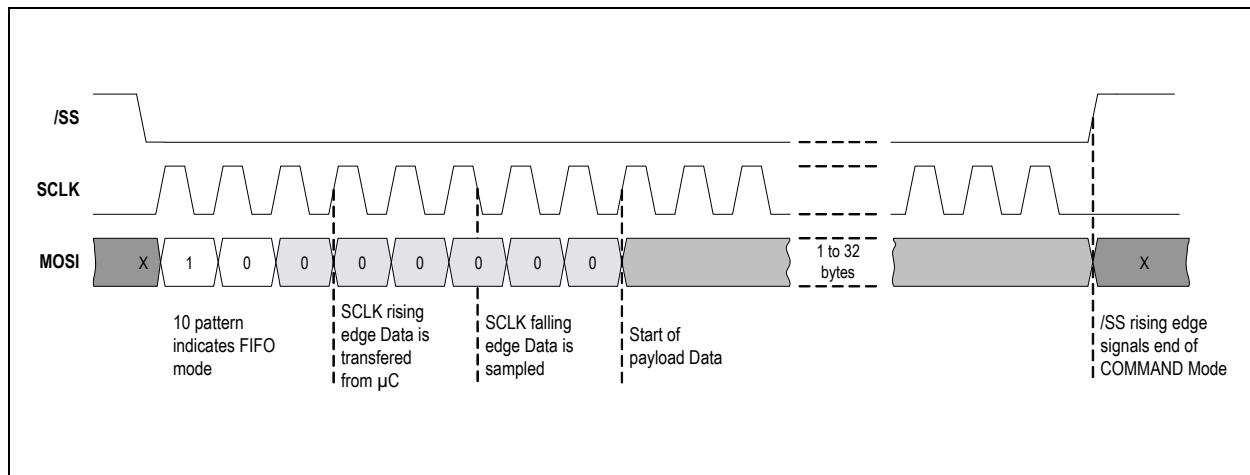 /SS
SCLK
MOSI
X
1
0
0
0
0
0
0
0
1 to 32
bytes
X
10 pattern
indicates FIFO
mode
SCLK rising
edge Data is
transfered
from µC
SCLK falling
edge Data is
sampled
Start of
payload Data
/SS rising edge
signals end of
COMMAND Mode